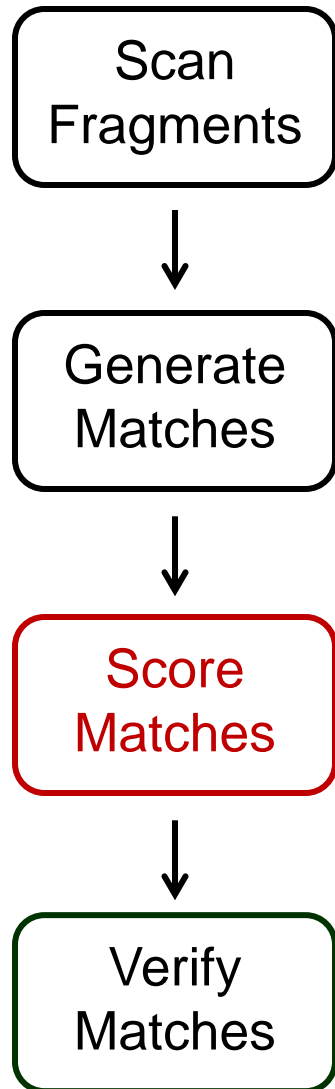 Scan
Fragments
Generate
Matches
Score
Matches
Verify
Matches